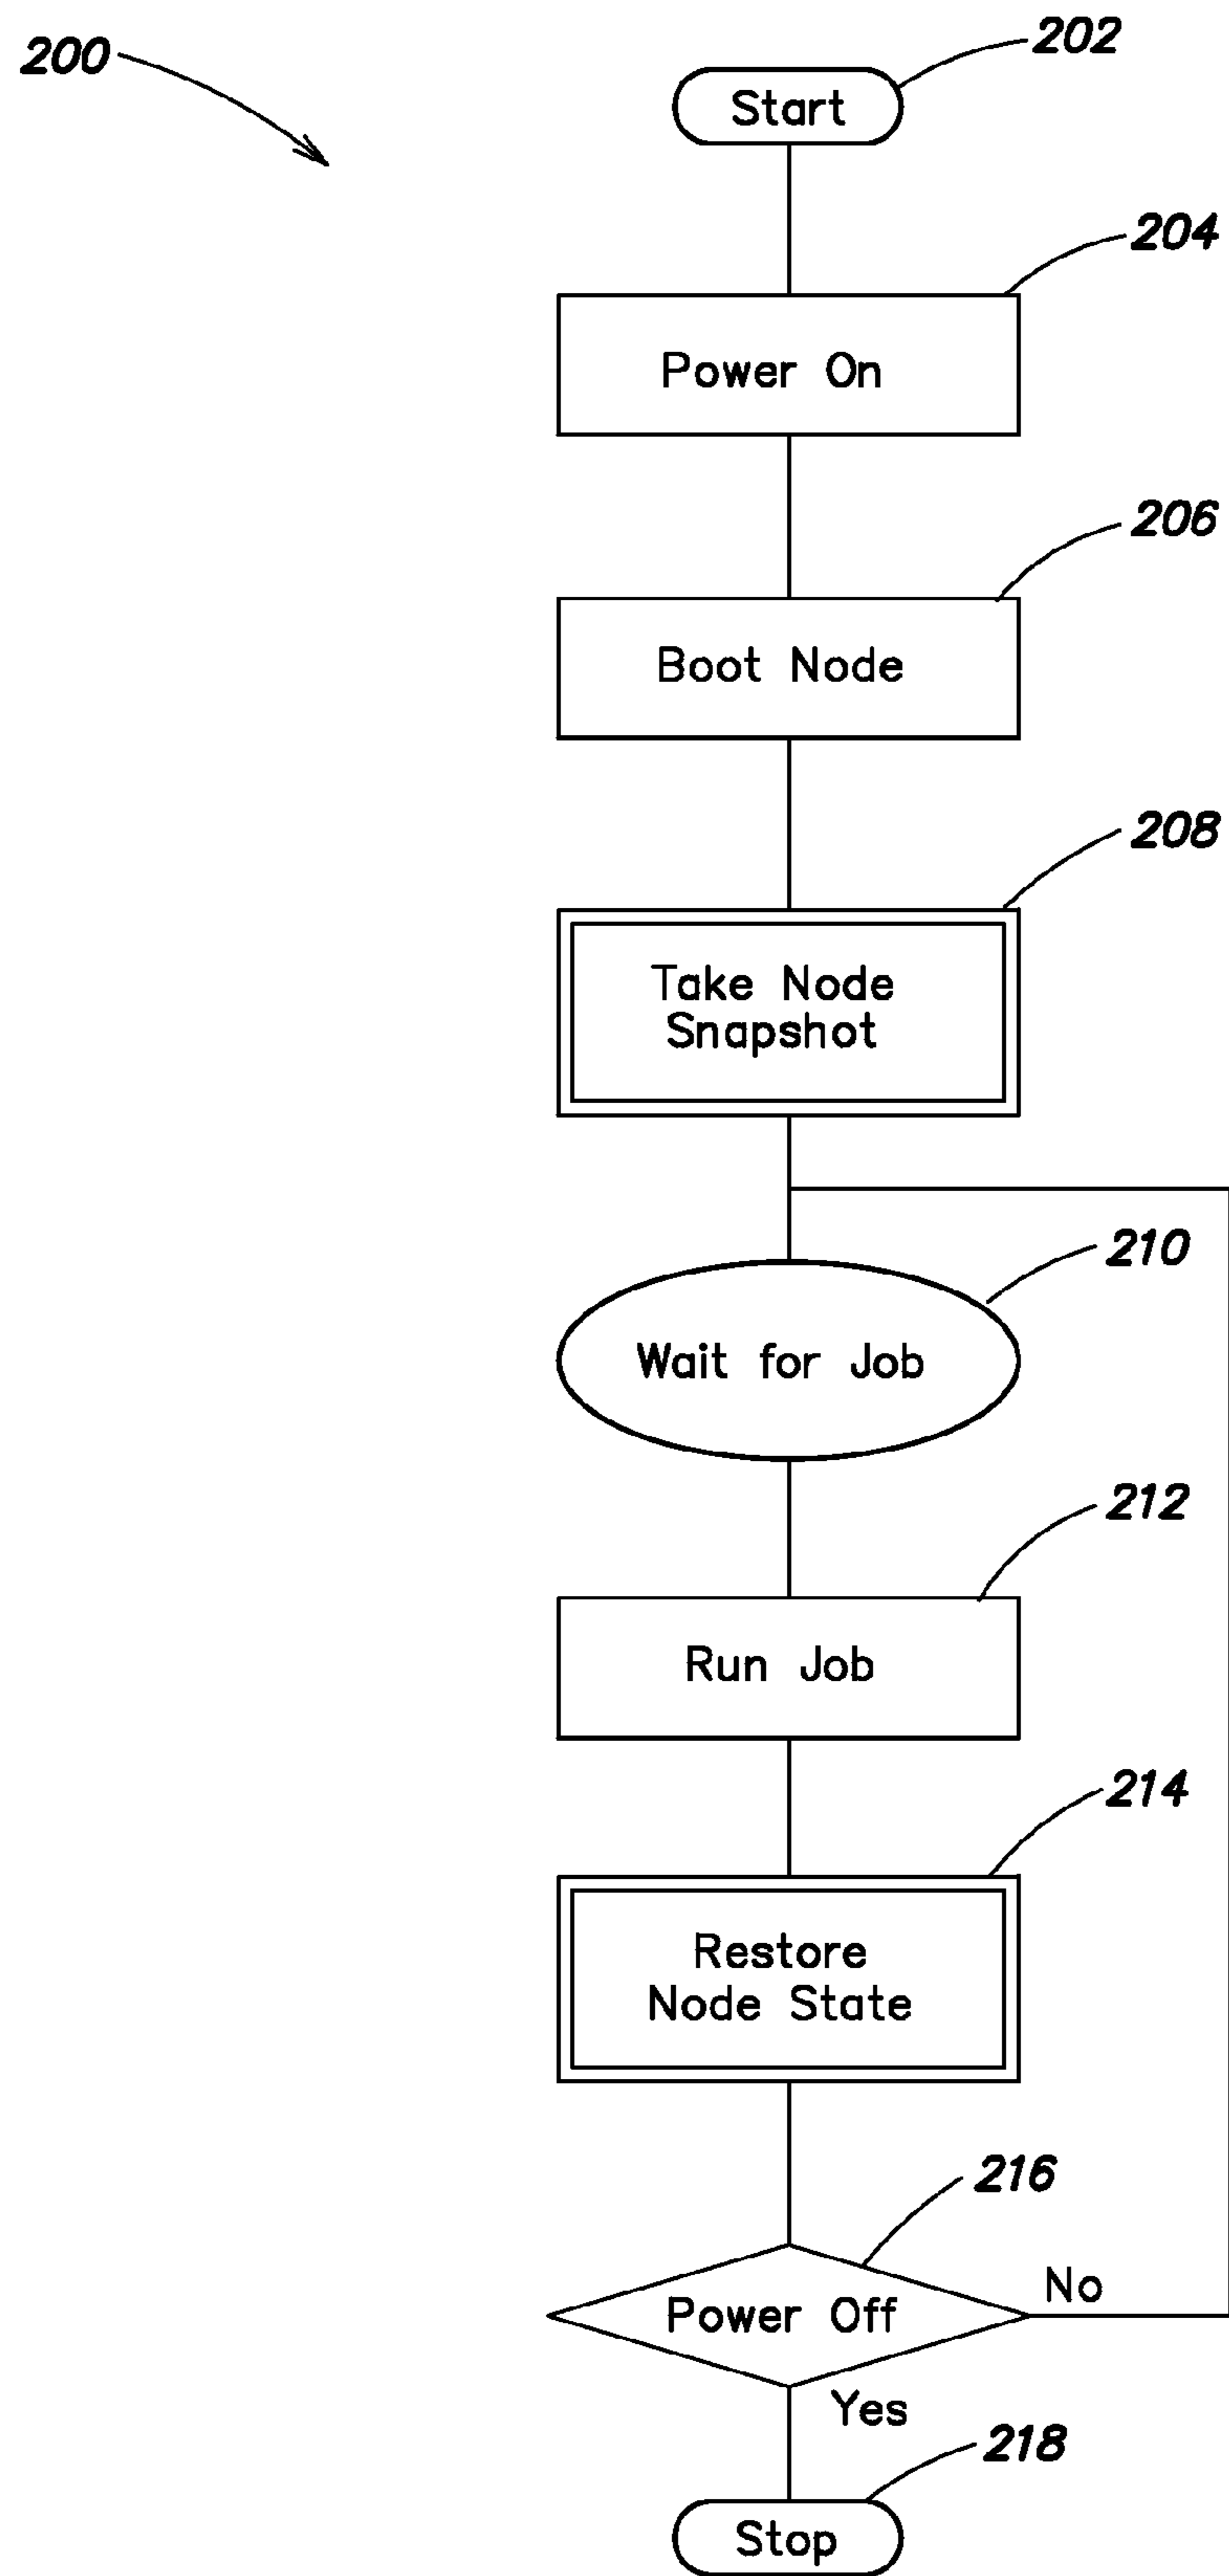 200
202
Start
204
Power On
206
Boot Node
208
Take Node
Snapshot
210
Wait for Job
212
Run Job
214
Restore
Node State
216
Power Off
No
Yes
218
Stop